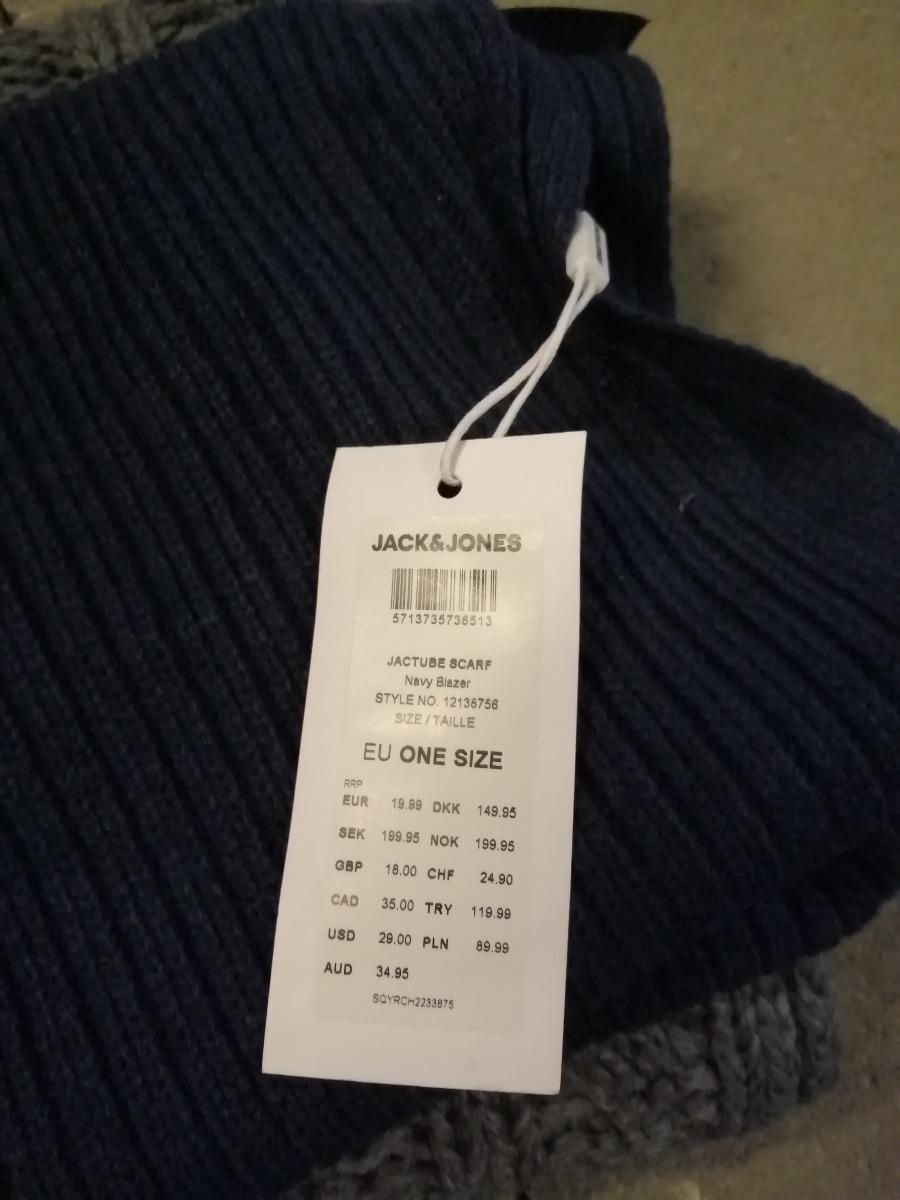 JACK&JONES
5713735736513
JACTUBE SCARF
Navy Blazer
STYLE NO. 12138756
SIZE / TAILLE
EU ONE SIZE
RRP
EUR 19.99 DKK 149.95
SEK 199.95 NOK 199.95
GBP 18.00 CHF 24.90
CAD 35.00 TRY 119.99
USD 29.00 PLN 89.99
AUD 34.95
SQYRCH2233875